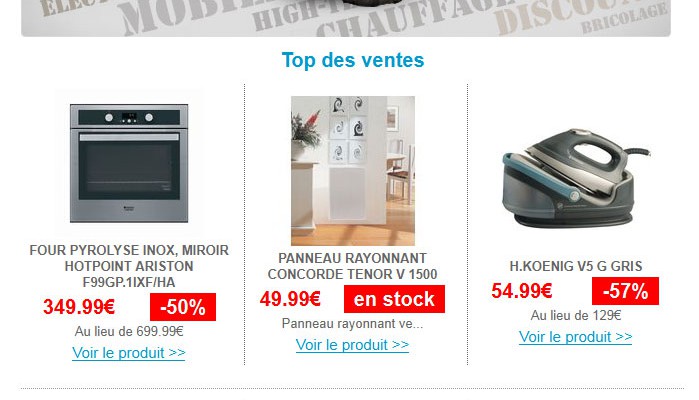 ELEC
MOBIL
HIGH-T
CHAUFFAG
DISCOU
BRICOLAGE
Top des ventes
FOUR PYROLYSE INOX, MIROIR
HOTPOINT ARISTON
F99GP.1IXF/HA
349.99€ -50%
Au lieu de 699.99€
Voir le produit >>
PANNEAU RAYONNANT
CONCORDE TENOR V 1500
49.99€ en stock
Panneau rayonnant ve...
Voir le produit >>
H.KOENIG V5 G GRIS
54.99€ -57%
Au lieu de 129€
Voir le produit >>